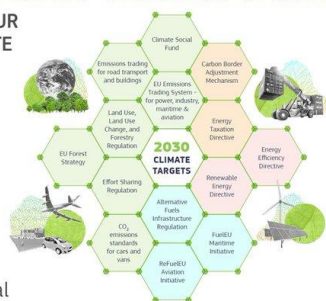 UR
TE
Climate Social
Fund
Emissions trading
for road transport
and buildings
Carbon Border
Adjustment
Mechanism
EU Emissions
Trading System -
for power, industry,
maritime &
aviation
Land Use,
Land Use
Change, and
Forestry
Regulation
Energy
Taxation
Directive
EU Forest
Strategy
2030
CLIMATE
TARGETS
Energy
Efficiency
Directive
Effort Sharing
Regulation
Renewable
Energy
Directive
Alternative
Fuels
Infrastructure
Regulation
CO₂
emissions
standards
for cars and
vans
FuelEU
Maritime
Initiative
ReFuelEU
Aviation
Initiative
al